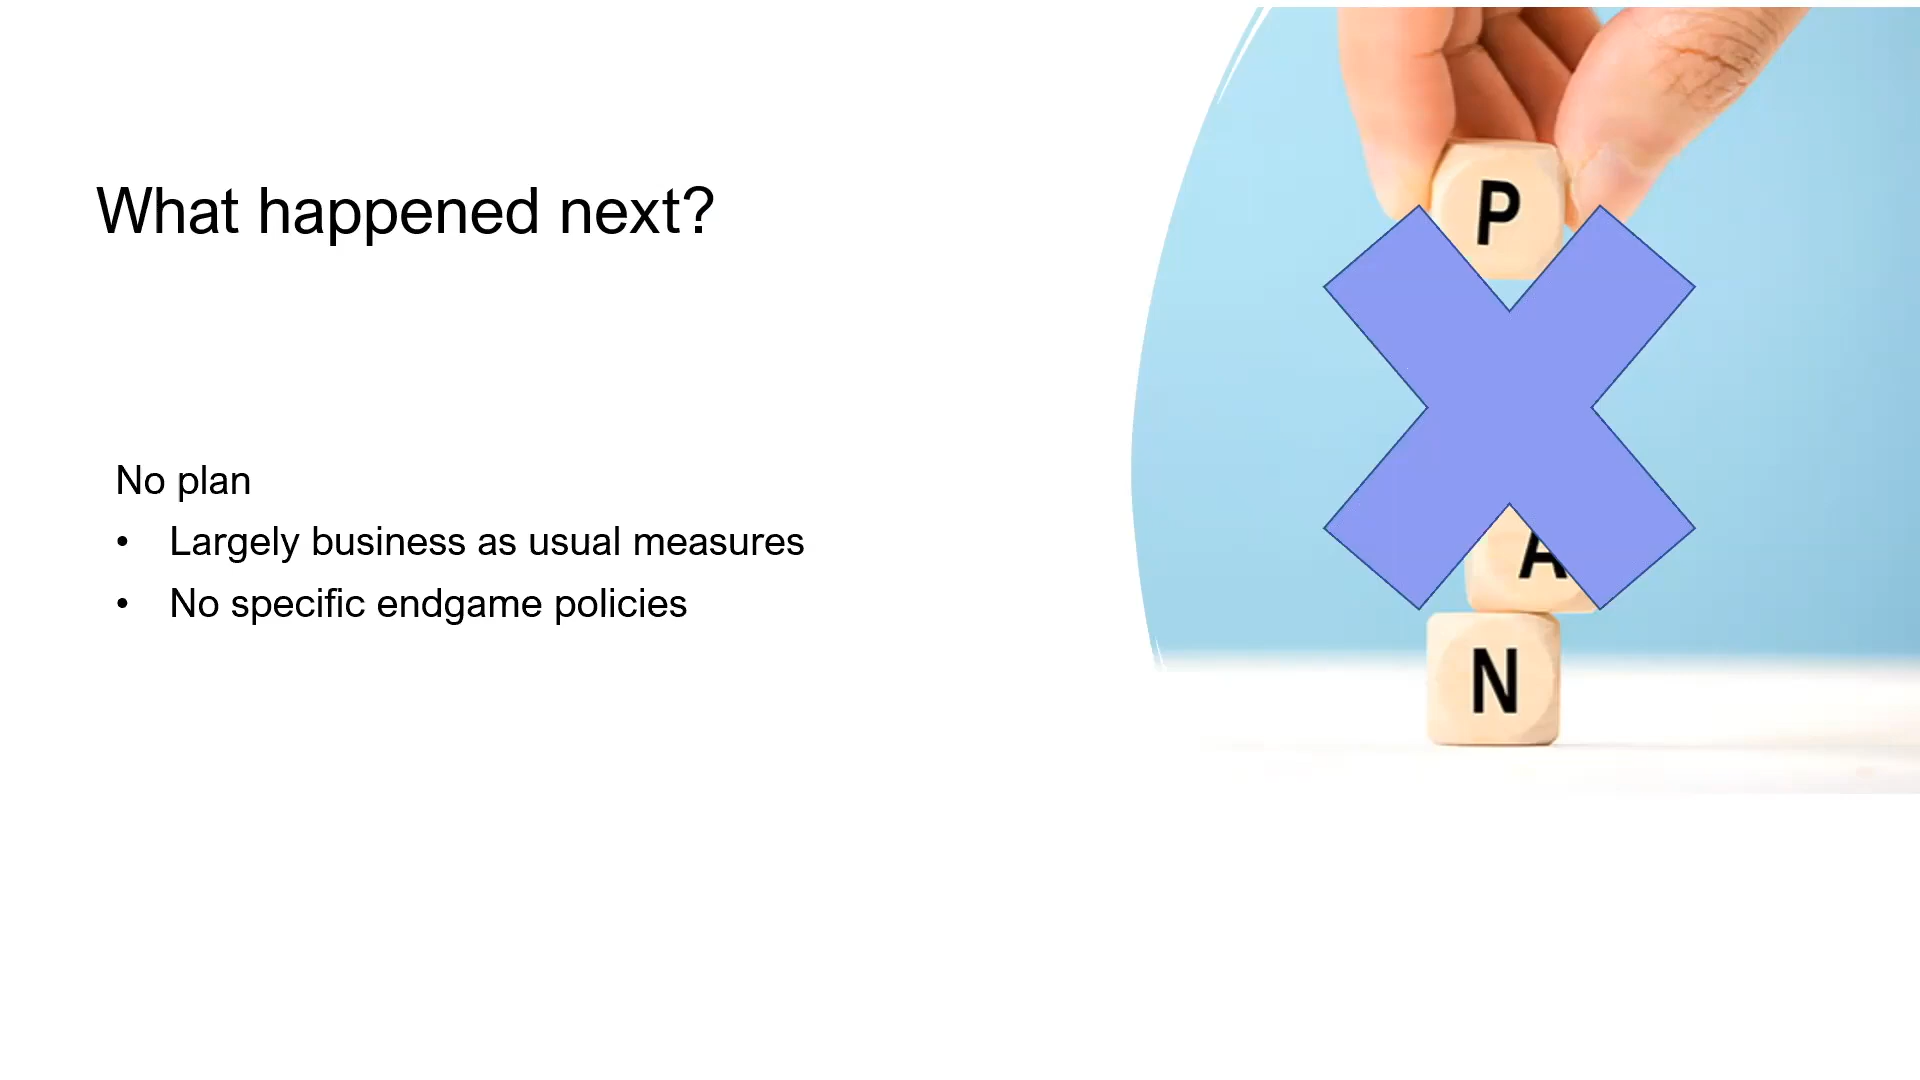 What happened next?
No plan
• Largely business as usual measures
• No specific endgame policies
P
A
N